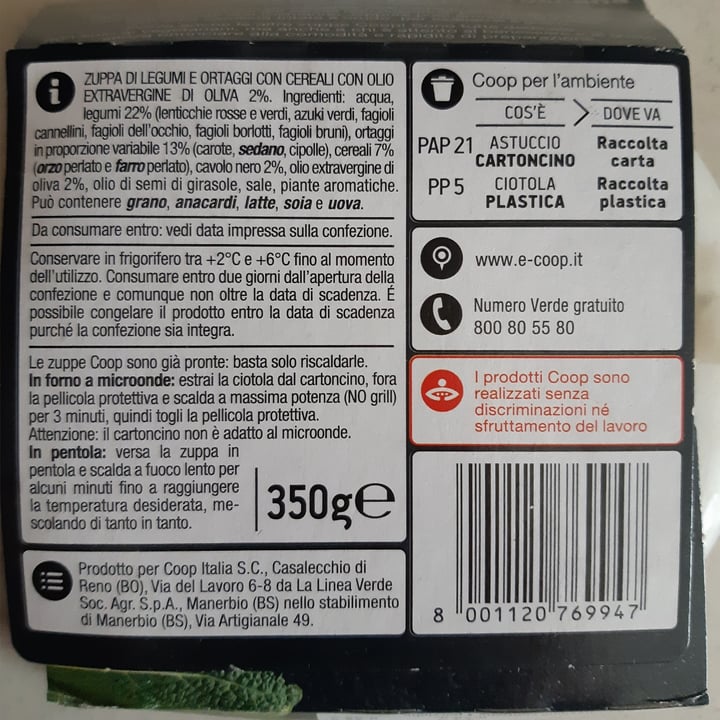 ZUPPA DI LEGUMI E ORTAGGI CON CEREALI CON OLIO
EXTRAVERGINE DI OLIVA 2%. Ingredienti: acqua,
legumi 22% (lenticchie rosse e verdi, azuki verdi, fagioli
cannellini, fagioli dell'occhio, fagioli borlotti, fagioli bruni), ortaggi
in proporzione variabile 13% (carote, sedano, cipolle), cereali 7%
(orzo perlato e farro perlato), cavolo nero 2%, olio extravergine di
oliva 2%, olio di semi di girasole, sale, piante aromatiche.
Può contenere grano, anacardi, latte, soia e uova.
Da consumare entro: vedi data impressa sulla confezione.
Conservare in frigorifero tra +2°C e +6°C fino al momento
dell'utilizzo. Consumare entro due giorni dall'apertura della
confezione e comunque non oltre la data di scadenza. É
possibile congelare il prodotto entro la data di scadenza
purché la confezione sia integra.
Le zuppe Coop sono già pronte: basta solo riscaldarle.
In forno a microonde: estrai la ciotola dal cartoncino, fora
la pellicola protettiva e scalda a massima potenza (NO grill)
per 3 minuti, quindi togli la pellicola protettiva.
Attenzione: il cartoncino non è adatto al microonde.
In pentola: versa la zuppa in
pentola e scalda a fuoco lento per
alcuni minuti fino a raggiungere
la temperatura desiderata, me-
scolando di tanto in tanto.
350g e
Prodotto per Coop Italia S.C., Casalecchio di
Reno (BO), Via del Lavoro 6-8 da La Linea Verde
Soc. Agr. S.p.A., Manerbio (BS) nello stabilimento
di Manerbio (BS), Via Artigianale 49.
Coop per l'ambiente
COS'È DOVE VA
PAP 21 ASTUCCIO CARTONCINO Raccolta carta
PP 5 CIOTOLA PLASTICA Raccolta plastica
www.e-coop.it
Numero Verde gratuito
800 80 55 80
I prodotti Coop sono
realizzati senza
discriminazioni né
sfruttamento del lavoro
8 001120 769947